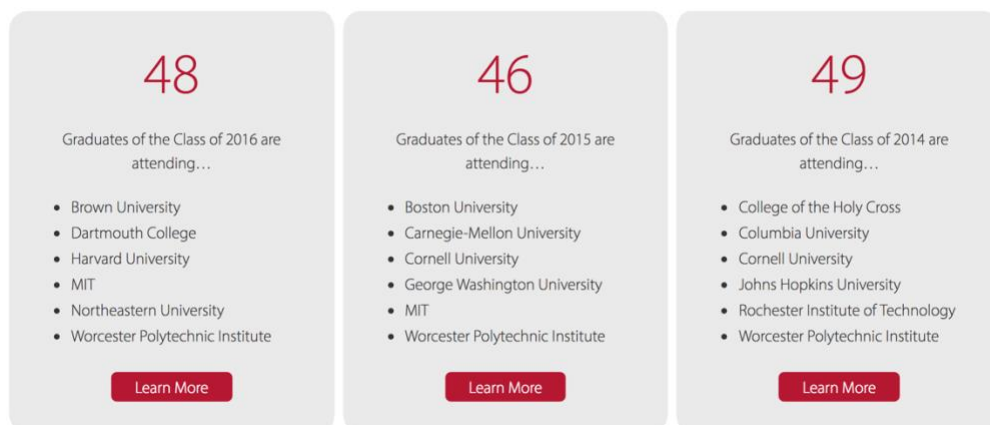 48
Graduates of the Class of 2016 are
attending…
• Brown University
• Dartmouth College
• Harvard University
• MIT
• Northeastern University
• Worcester Polytechnic Institute
Learn More
46
Graduates of the Class of 2015 are
attending…
• Boston University
• Carnegie-Mellon University
• Cornell University
• George Washington University
• MIT
• Worcester Polytechnic Institute
Learn More
49
Graduates of the Class of 2014 are
attending…
• College of the Holy Cross
• Columbia University
• Cornell University
• Johns Hopkins University
• Rochester Institute of Technology
• Worcester Polytechnic Institute
Learn More